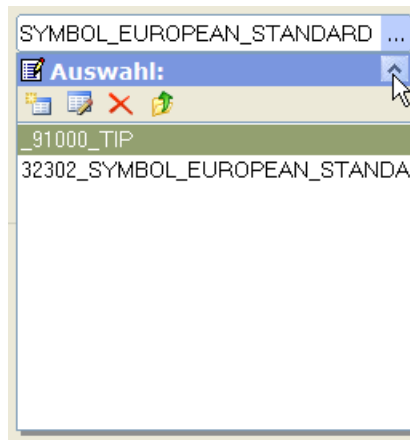 SYMBOL_EUROPEAN_STANDARD ...
Auswahl:
_91000_TIP
32302_SYMBOL_EUROPEAN_STANDA